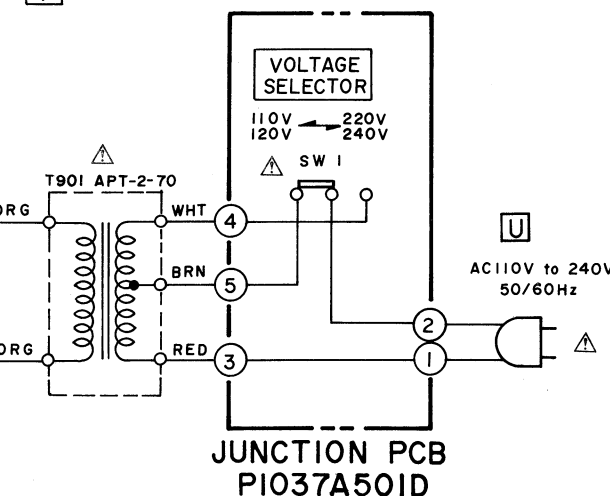 VOLTAGE
SELECTOR
110V 220V
120V 240V
⚠ SW 1
⚠
T901 APT-2-70
ORG
WHT
4
BRN
5
ORG
RED
3
2
1
U
AC110V to 240V
50/60Hz
⚠
JUNCTION PCB
P1037A501D